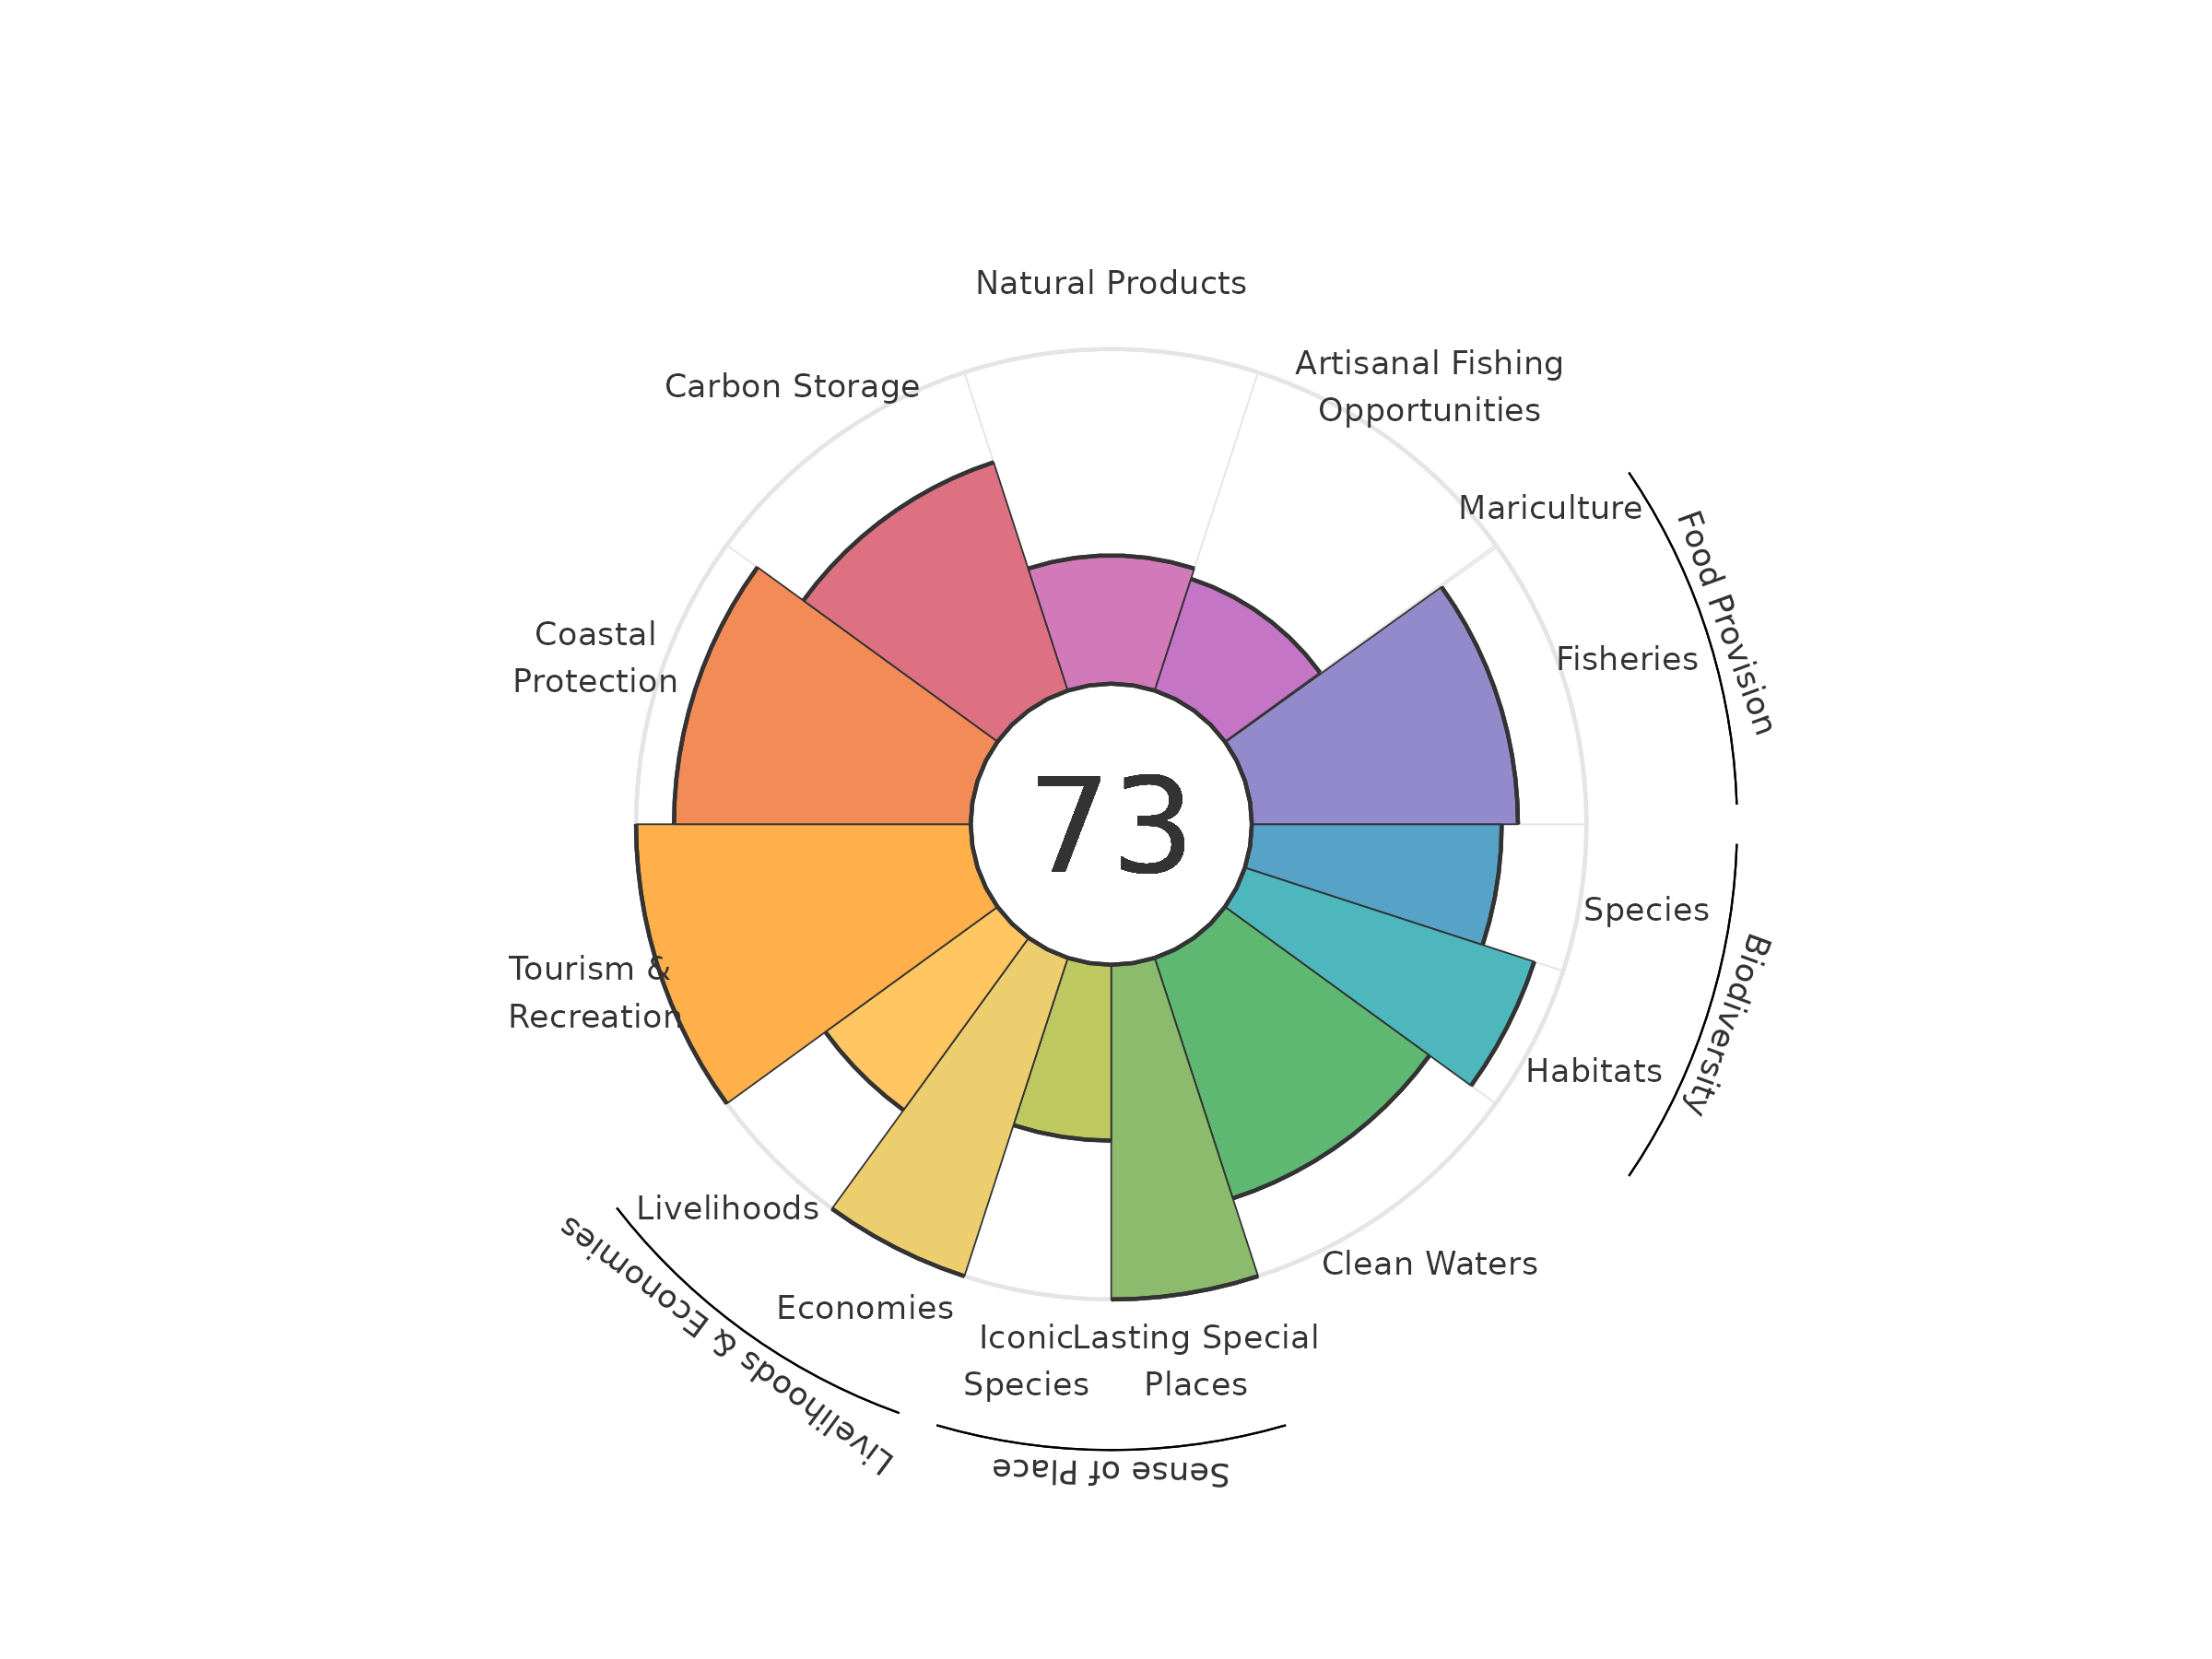 Natural Products
Carbon Storage
Artisanal Fishing
Opportunities
Mariculture
Food Provision
Fisheries
Coastal
Protection
73
Species
Biodiversity
Tourism &
Recreation
Habitats
Livelihoods
Livelihoods & Economies
Clean Waters
Economies
Iconic
Species
Lasting Special
Places
Sense of Place